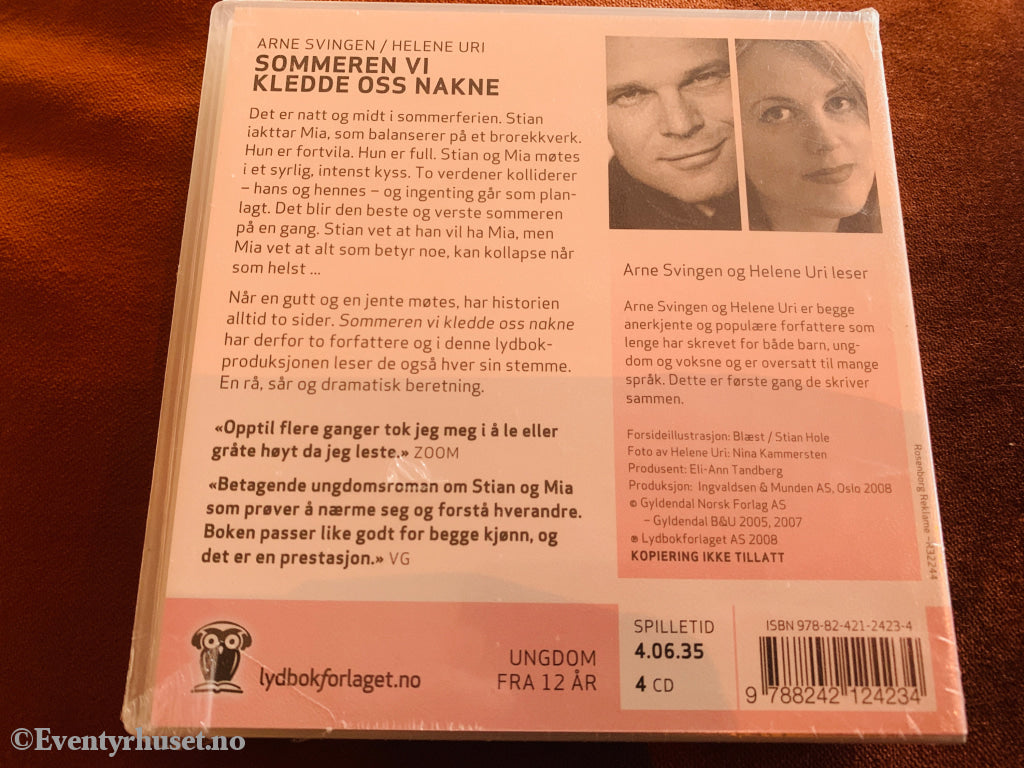 ARNE SVINGEN / HELENE URI
SOMMEREN VI
KLEDDE OSS NAKNE
Det er natt og midt i sommerferien. Stian
iakttar Mia, som balanserer på et brorekkverk.
Hun er fortvila. Hun er full. Stian og Mia møtes
i et syrlig, intenst kyss. To verdener kolliderer
– hans og hennes – og ingenting går som plan-
lagt. Det blir den beste og verste sommeren
på en gang. Stian vet at han vil ha Mia, men
Mia vet at alt som betyr noe, kan kollapse når
som helst ...
Når en gutt og en jente møtes, har historien
alltid to sider. Sommeren vi kledde oss nakne
har derfor to forfattere og i denne lydbok-
produksjonen leser de også hver sin stemme.
En rå, sår og dramatisk beretning.
«Opptil flere ganger tok jeg meg i å le eller
gråte høyt da jeg leste.» ZOOM
«Betagende ungdomsroman om Stian og Mia
som prøver å nærme seg og forstå hverandre.
Boken passer like godt for begge kjønn, og
det er en prestasjon.» VG
Arne Svingen og Helene Uri leser
Arne Svingen og Helene Uri er begge
anerkjente og populære forfattere som
lenge har skrevet for både barn, ung-
dom og voksne og er oversatt til mange
språk. Dette er første gang de skriver
sammen.
Forsideillustrasjon: Blæst / Stian Hole
Foto av Helene Uri: Nina Kammersten
Produsent: Eli-Ann Tandberg
Produksjon: Ingvaldsen & Munden AS, Oslo 2008
© Gyldendal Norsk Forlag AS
– Gyldendal B&U 2005, 2007
℗ Lydbokforlaget AS 2008
KOPIERING IKKE TILLATT
Rosenborg Reklame – R32244
lydbokforlaget.no
UNGDOM
FRA 12 ÅR
SPILLETID
4.06.35
4 CD
ISBN 978-82-421-2423-4
9 788242 124234
©Eventyrhuset.no